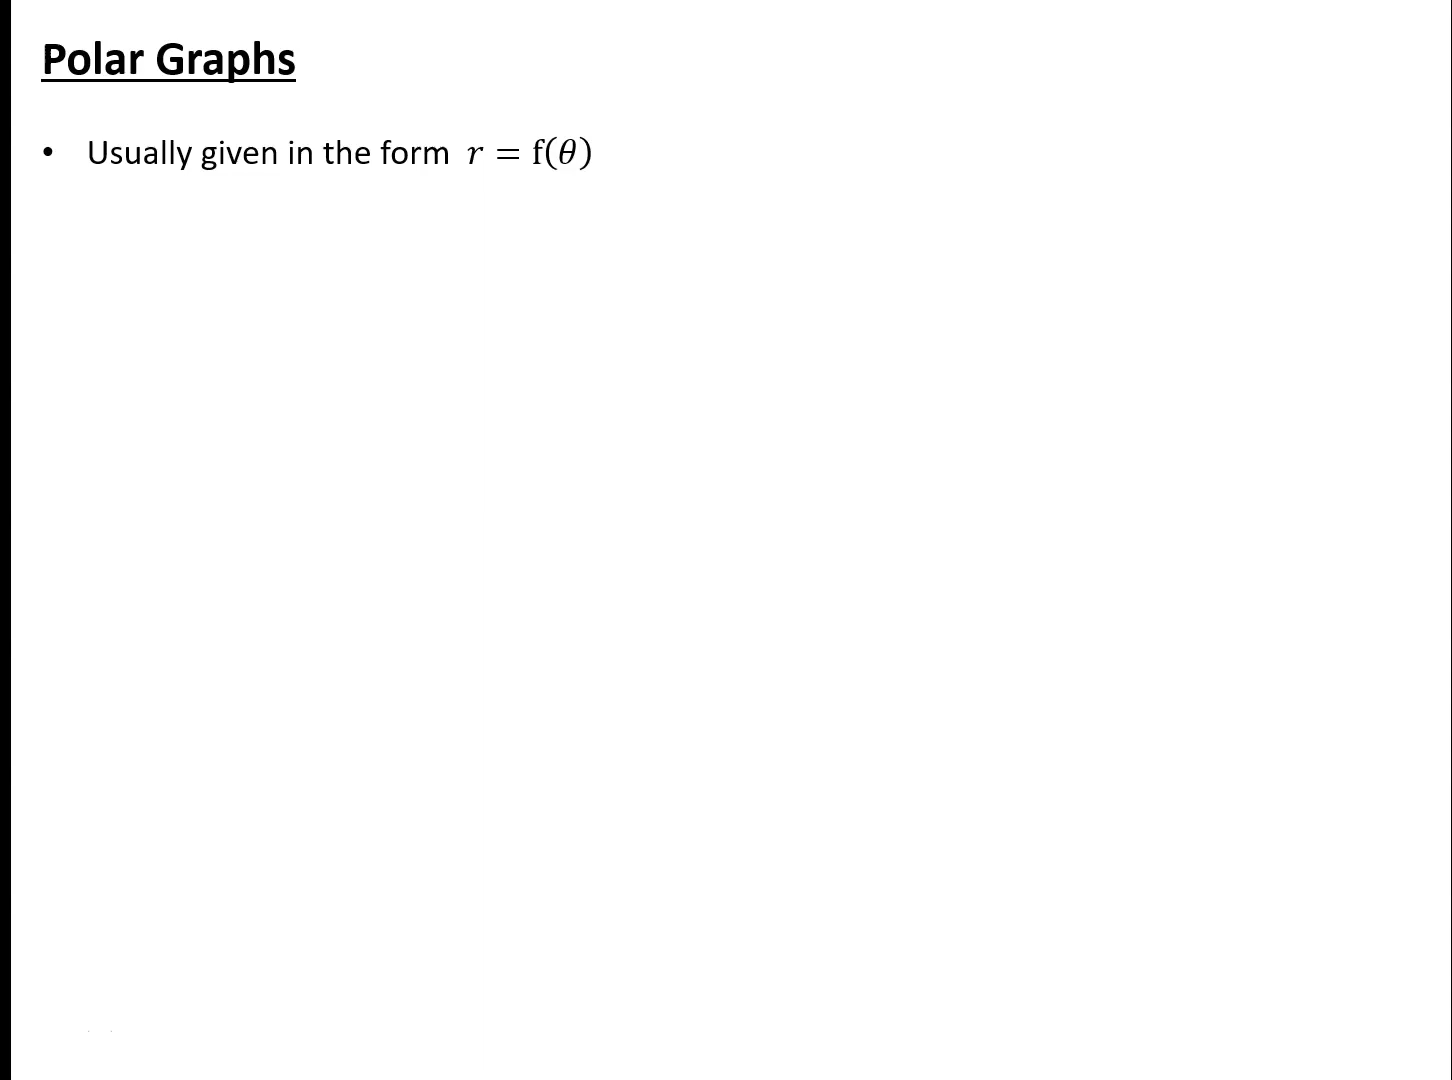 Polar Graphs
• Usually given in the form r = f(θ)